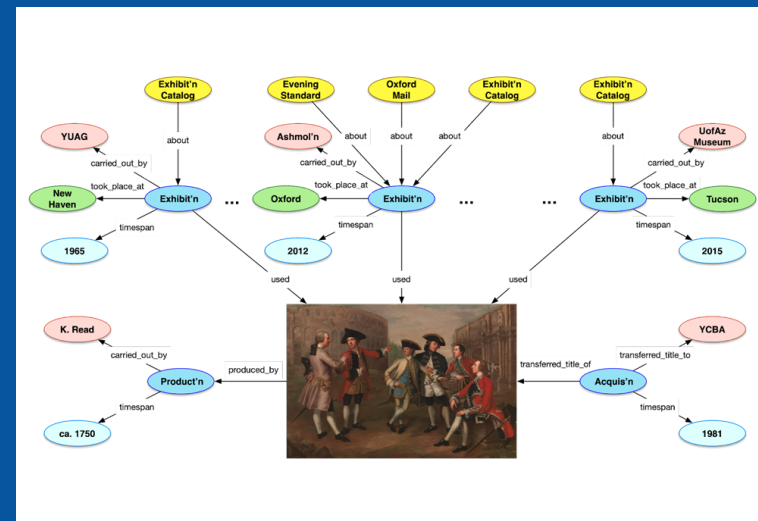 Exhibit'n
Catalog
Evening
Standard
Oxford
Mail
Exhibit'n
Catalog
Exhibit'n
Catalog
YUAG
about
Ashmol'n
about
about
about
about
UofAz
Museum
carried_out_by
carried_out_by
carried_out_by
New
Haven
took_place_at
Exhibit'n
...
Oxford
took_place_at
Exhibit'n
...
...
Exhibit'n
took_place_at
Tucson
timespan
timespan
timespan
1965
2012
2015
used
used
used
K. Read
YCBA
carried_out_by
transferred_title_to
produced_by
transferred_title_of
Product'n
Acquis'n
timespan
timespan
ca. 1750
1981